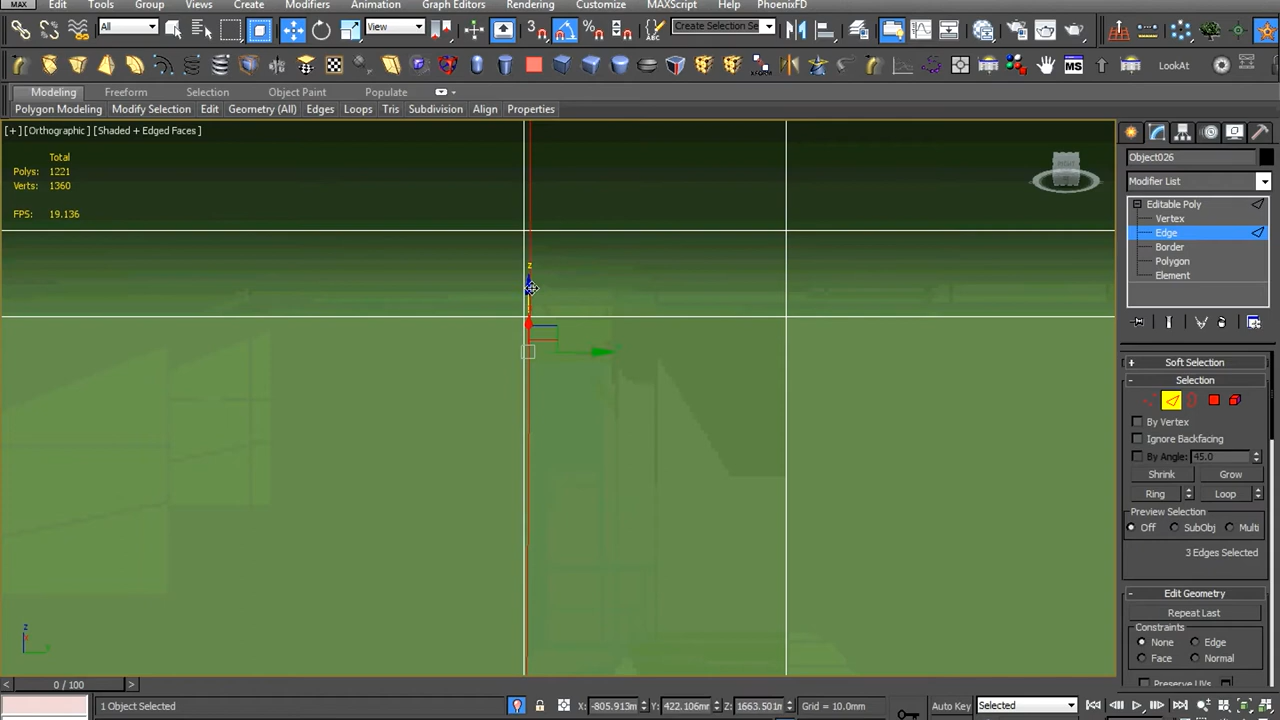 MAX Edit Tools Group Views Create Modifiers Animation Graph Editors Rendering Customize MAXScript Help PhoenixFD
All View 3 Create Selection Se
MS LookAt
Modeling Freeform Selection Object Paint Populate
Polygon Modeling Modify Selection Edit Geometry (All) Edges Loops Tris Subdivision Align Properties
[+] [Orthographic] [Shaded + Edged Faces]
Total
Polys: 1221
Verts: 1360
FPS: 19.136
z
Object026
Modifier List
Editable Poly
Vertex
Edge
Border
Polygon
Element
Soft Selection
Selection
By Vertex
Ignore Backfacing
By Angle: 45.0
Shrink Grow
Ring Loop
Preview Selection
Off SubObj Multi
3 Edges Selected
Edit Geometry
Repeat Last
Constraints
None Edge
Face Normal
Preserve UVs
z
0 / 100
1 Object Selected X: -805.913m Y: 422.106mr Z: 1663.501m Grid = 10.0mm Auto Key Selected